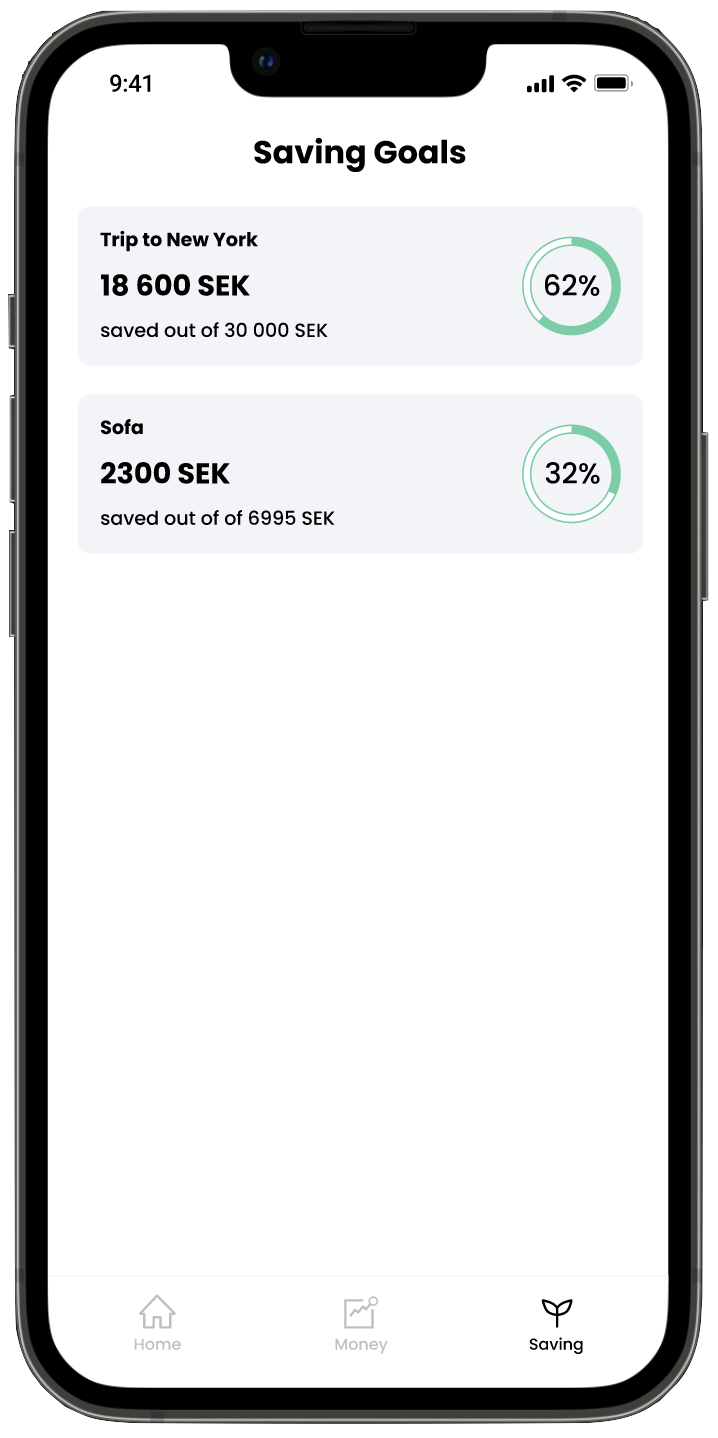 9:41
Saving Goals
Trip to New York
18 600 SEK
saved out of 30 000 SEK
62%
Sofa
2300 SEK
saved out of of 6995 SEK
32%
Home Money Saving